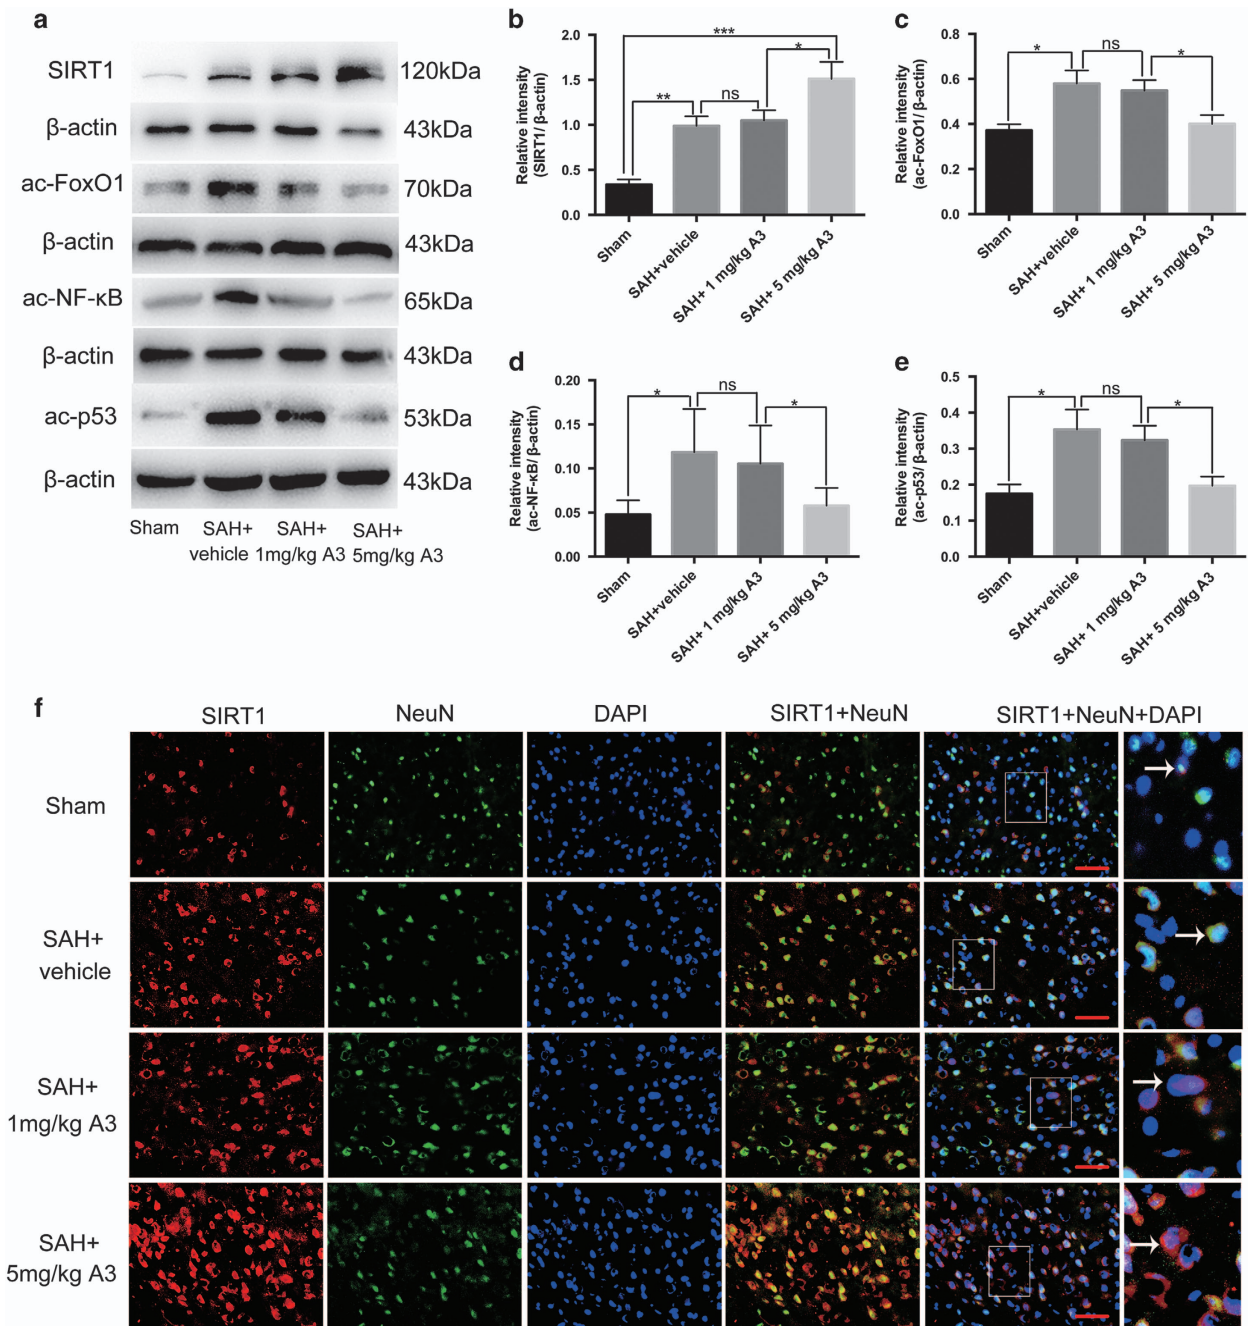 a
SIRT1 120kDa
β-actin 43kDa
ac-FoxO1 70kDa
β-actin 43kDa
ac-NF-κB 65kDa
β-actin 43kDa
ac-p53 53kDa
β-actin 43kDa
Sham SAH+ SAH+ SAH+
vehicle 1mg/kg A3 5mg/kg A3
b
Relative intensity
(SIRT1/ β-actin)
2.0
1.5
1.0
0.5
0.0
***
*
**
ns
Sham
SAH+vehicle
SAH+ 1 mg/kg A3
SAH+ 5 mg/kg A3
c
Relative intensity
(ac-FoxO1/ β-actin)
0.8
0.6
0.4
0.2
0.0
*
ns
*
Sham
SAH+vehicle
SAH+ 1 mg/kg A3
SAH+ 5 mg/kg A3
d
Relative intensity
(ac-NF-κB/ β-actin)
0.20
0.15
0.10
0.05
0.00
*
ns
*
Sham
SAH+vehicle
SAH+ 1 mg/kg A3
SAH+ 5 mg/kg A3
e
Relative intensity
(ac-p53/ β-actin)
0.5
0.4
0.3
0.2
0.1
0.0
*
ns
*
Sham
SAH+vehicle
SAH+ 1 mg/kg A3
SAH+ 5 mg/kg A3
f
SIRT1 NeuN DAPI SIRT1+NeuN SIRT1+NeuN+DAPI
Sham
SAH+
vehicle
SAH+
1mg/kg A3
SAH+
5mg/kg A3